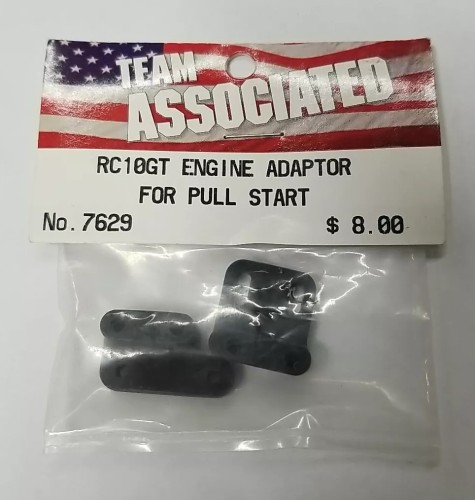 TEAM
ASSOCIATED
RC10GT ENGINE ADAPTOR
FOR PULL START
No.7629 $ 8.00